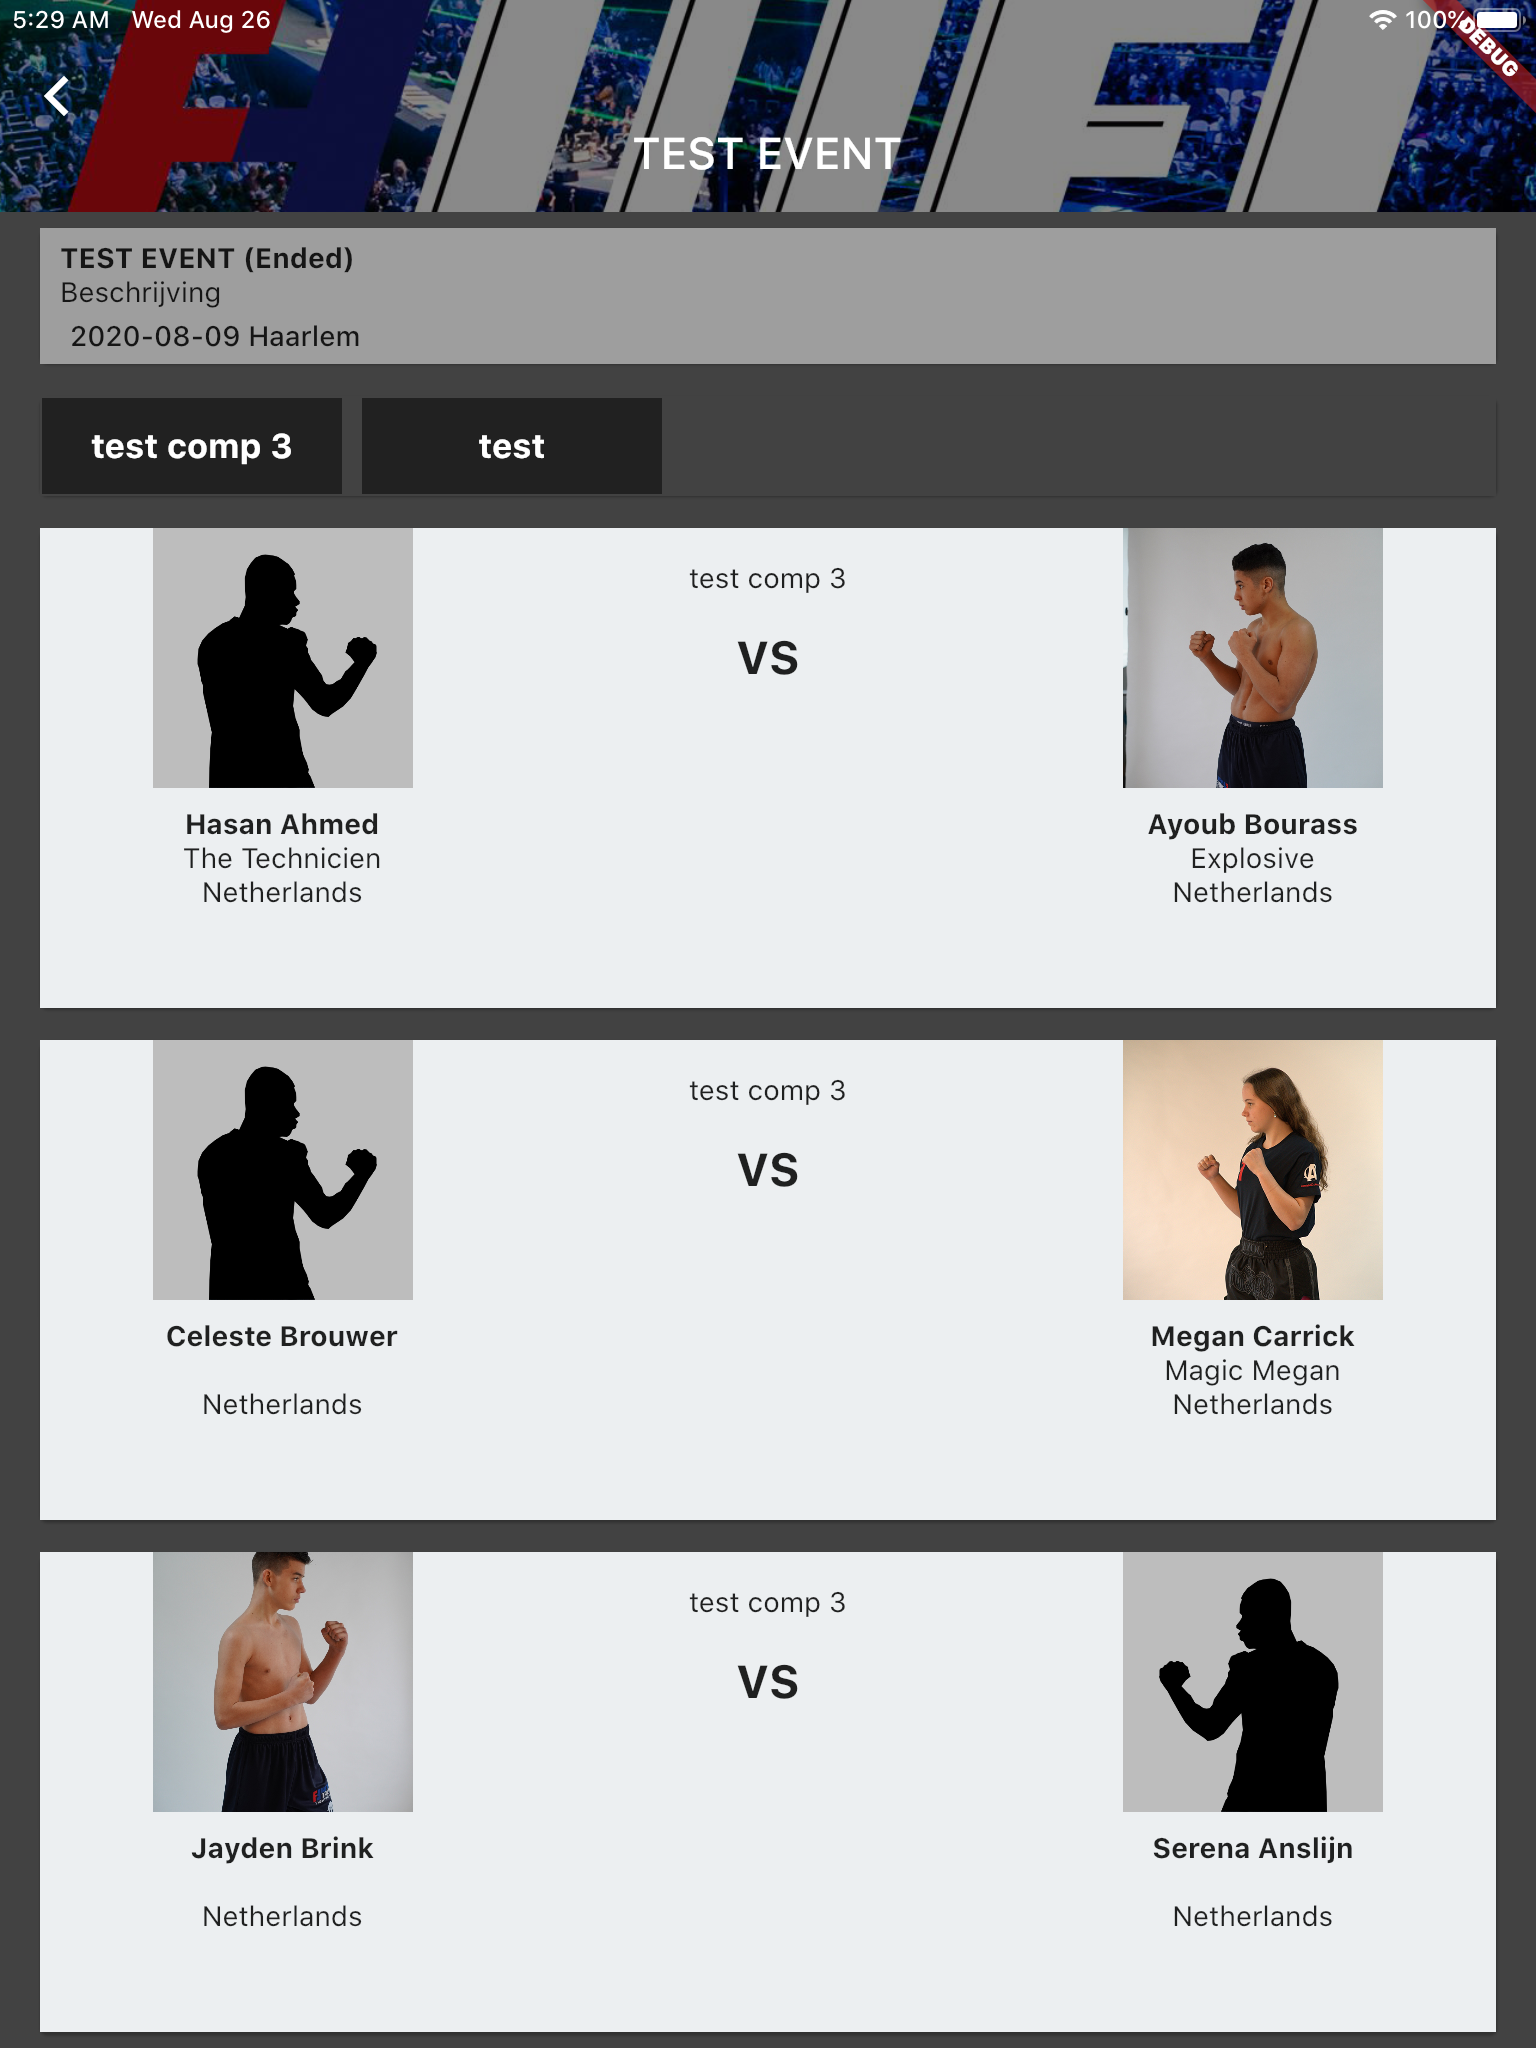 5:29 AM Wed Aug 26 100%
DEBUG
TEST EVENT
TEST EVENT (Ended)
Beschrijving
2020-08-09 Haarlem
test comp 3 test
test comp 3
VS
Hasan Ahmed
The Technicien
Netherlands
Ayoub Bourass
Explosive
Netherlands
test comp 3
VS
Celeste Brouwer
Netherlands
Megan Carrick
Magic Megan
Netherlands
test comp 3
VS
Jayden Brink
Netherlands
Serena Anslijn
Netherlands